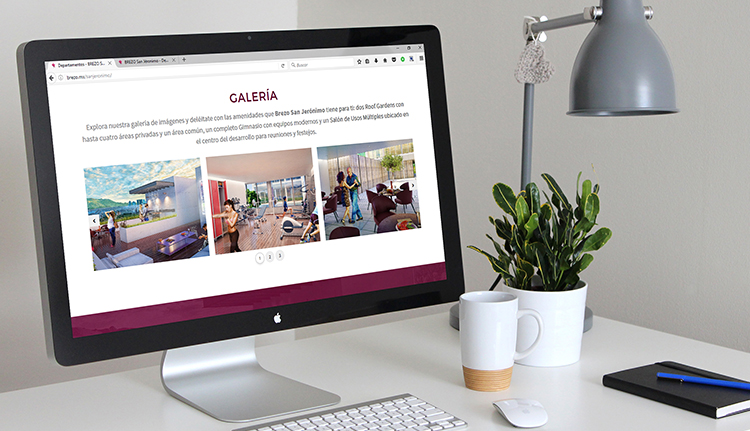 Departamentos - BREZO S...
BREZO San Jerónimo - De...
brezo.mx/sanjeronimo/
Buscar
GALERÍA
Explora nuestra galería de imágenes y deléitate con las amenidades que Brezo San Jerónimo tiene para ti: dos Roof Gardens con
hasta cuatro áreas privadas y un área común, un completo Gimnasio con equipos modernos y un Salón de Usos Múltiples ubicado en
el centro del desarrollo para reuniones y festejos.
1 2 3